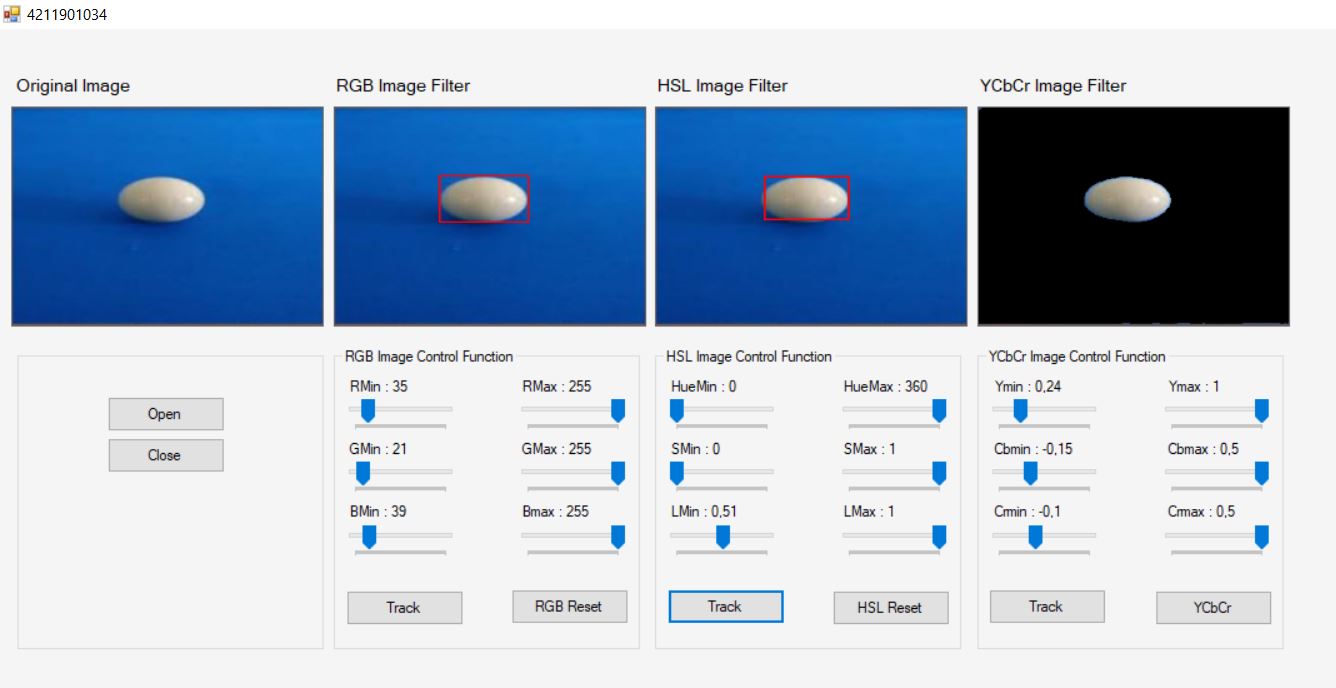 4211901034
Original Image
RGB Image Filter
HSL Image Filter
YCbCr Image Filter
Open
Close
RGB Image Control Function
RMin : 35
RMax : 255
GMin : 21
GMax : 255
BMin : 39
Bmax : 255
Track
RGB Reset
HSL Image Control Function
HueMin : 0
HueMax : 360
SMin : 0
SMax : 1
LMin : 0,51
LMax : 1
Track
HSL Reset
YCbCr Image Control Function
Ymin : 0,24
Ymax : 1
Cbmin : -0,15
Cbmax : 0,5
Crmin : -0,1
Crmax : 0,5
Track
YCbCr